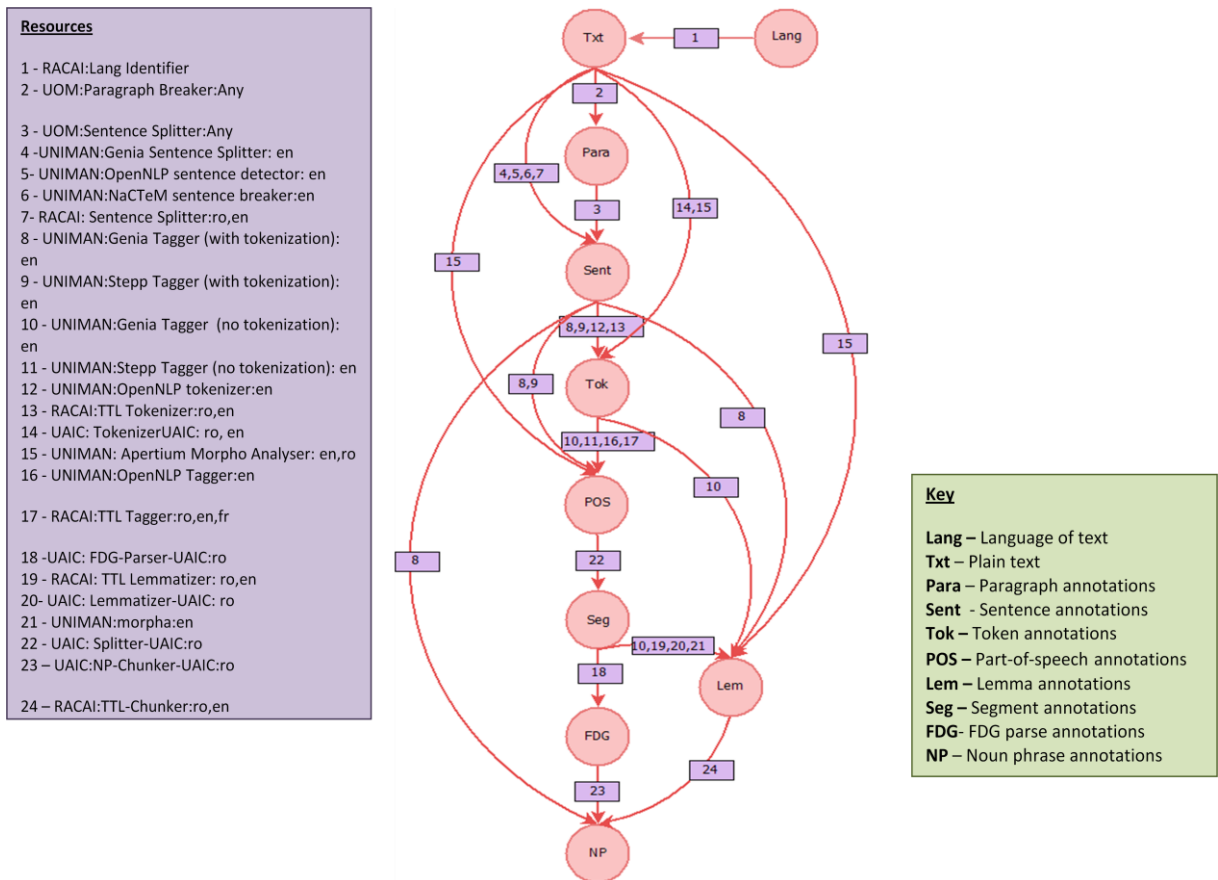 Resources
1 - RACAI:Lang Identifier
2 - UOM:Paragraph Breaker:Any
3 - UOM:Sentence Splitter:Any
4 -UNIMAN:Genia Sentence Splitter: en
5- UNIMAN:OpenNLP sentence detector: en
6 - UNIMAN:NaCTeM sentence breaker:en
7- RACAI: Sentence Splitter:ro,en
8 - UNIMAN:Genia Tagger (with tokenization):
en
9 - UNIMAN:Stepp Tagger (with tokenization):
en
10 - UNIMAN:Genia Tagger  (no tokenization):
en
11 - UNIMAN:Stepp Tagger (no tokenization): en
12 - UNIMAN:OpenNLP tokenizer:en
13 - RACAI:TTL Tokenizer:ro,en
14 - UAIC: TokenizerUAIC: ro, en
15 - UNIMAN: Apertium Morpho Analyser: en,ro
16 - UNIMAN:OpenNLP Tagger:en
17 - RACAI:TTL Tagger:ro,en,fr
18 -UAIC: FDG-Parser-UAIC:ro
19 - RACAI: TTL Lemmatizer: ro,en
20- UAIC: Lemmatizer-UAIC: ro
21 - UNIMAN:morpha:en
22 - UAIC: Splitter-UAIC:ro
23 – UAIC:NP-Chunker-UAIC:ro
24 – RACAI:TTL-Chunker:ro,en
Txt
1
Lang
2
Para
4,5,6,7
3
14,15
15
Sent
8,9,12,13
15
8,9
Tok
8
10,11,16,17
10
POS
8
22
Seg
10,19,20,21
18
Lem
FDG
24
23
NP
Key
Lang – Language of text
Txt – Plain text
Para – Paragraph annotations
Sent - Sentence annotations
Tok – Token annotations
POS – Part-of-speech annotations
Lem – Lemma annotations
Seg – Segment annotations
FDG- FDG parse annotations
NP – Noun phrase annotations